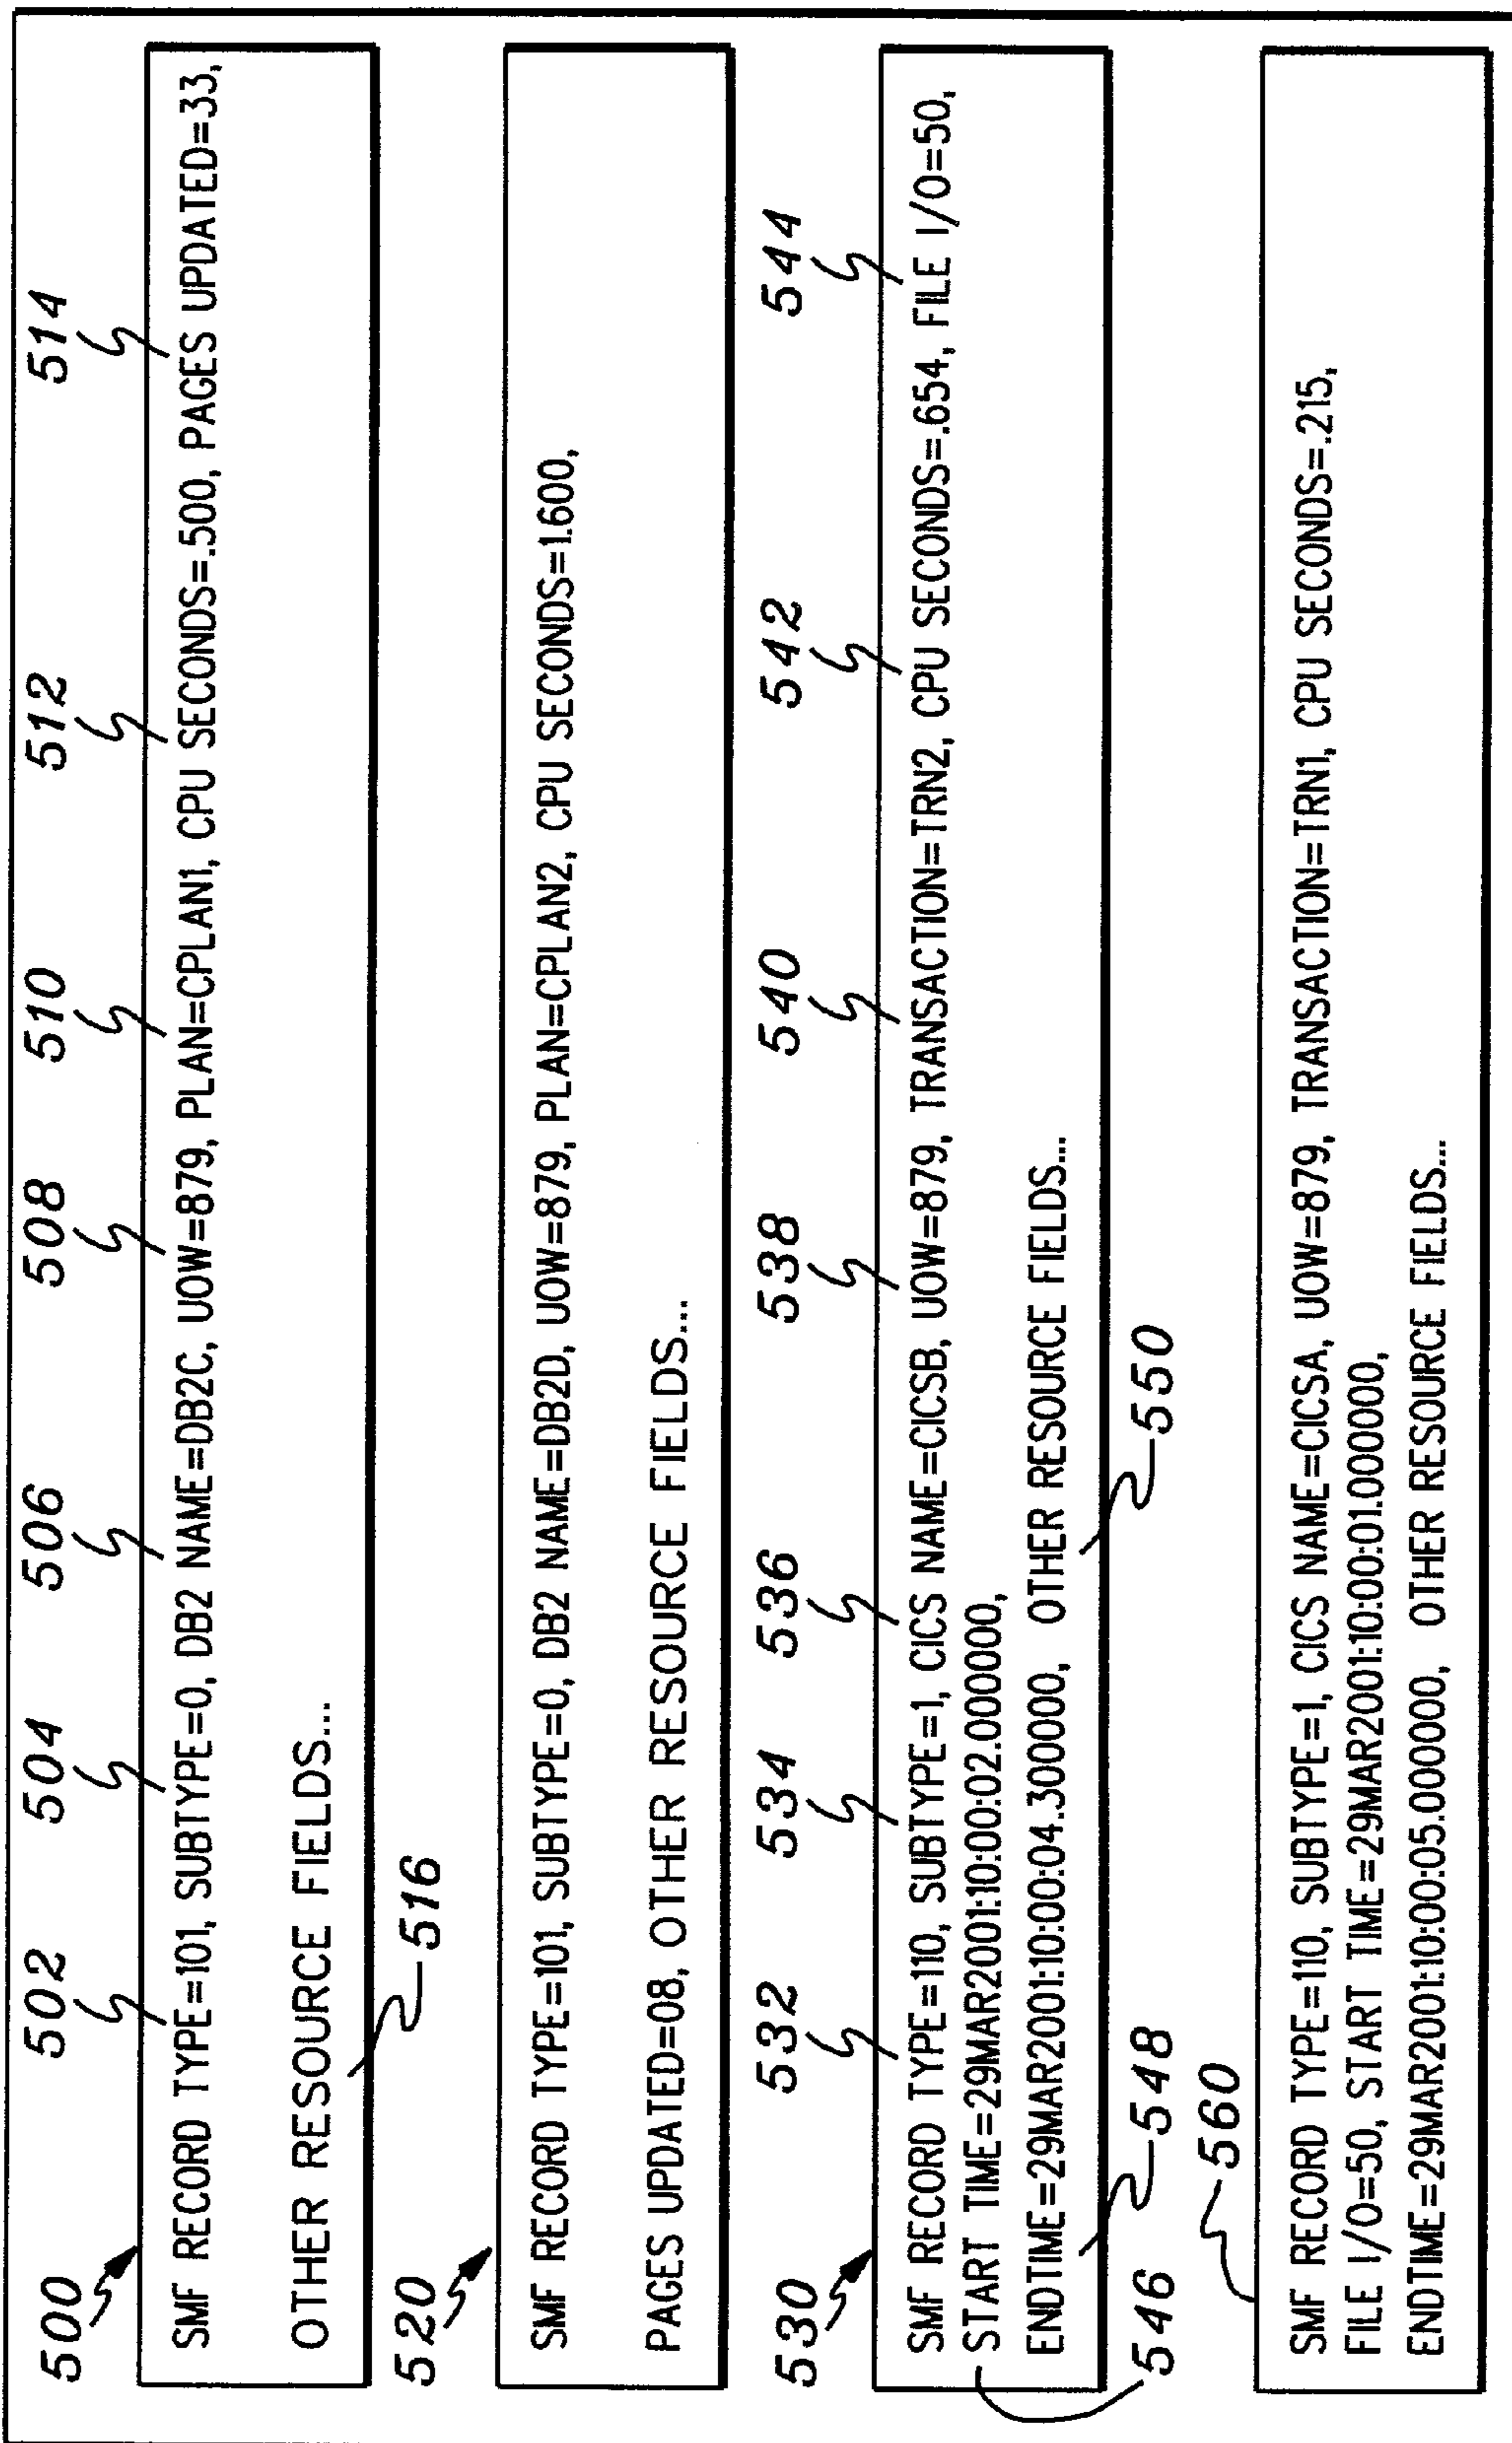 502 504 506 508 510 512 514
500
SMF RECORD TYPE=101, SUBTYPE=0, DB2 NAME=DB2C, UOW=879, PLAN=CPLAN1, CPU SECONDS=.500, PAGES UPDATED=33,
OTHER RESOURCE FIELDS...
516
520
SMF RECORD TYPE=101, SUBTYPE=0, DB2 NAME=DB2D, UOW=879, PLAN=CPLAN2, CPU SECONDS=1.600,
PAGES UPDATED=08, OTHER RESOURCE FIELDS...
532 534 536 538 540 542 544
530
SMF RECORD TYPE=110, SUBTYPE=1, CICS NAME=CICSB, UOW=879, TRANSACTION=TRN2, CPU SECONDS=.654, FILE I/O=50,
START TIME=29MAR2001:10:00:02.000000,
ENDTIME=29MAR2001:10:00:04.300000, OTHER RESOURCE FIELDS...
546 548 550
560
SMF RECORD TYPE=110, SUBTYPE=1, CICS NAME=CICSA, UOW=879, TRANSACTION=TRN1, CPU SECONDS=.215,
FILE I/O=50, START TIME=29MAR2001:10:00:01.000000,
ENDTIME=29MAR2001:10:00:05.000000, OTHER RESOURCE FIELDS...